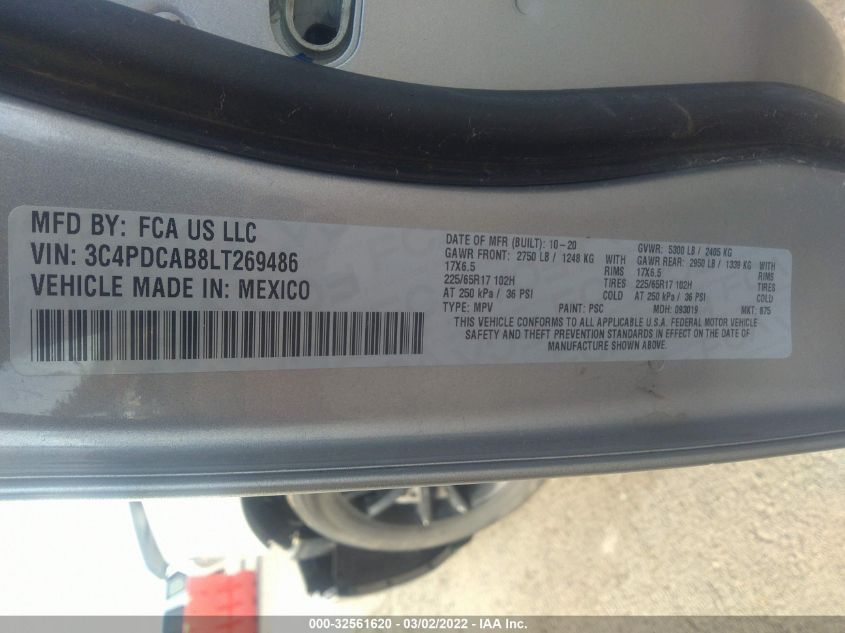 MFD BY: FCA US LLC
VIN: 3C4PDCAB8LT269486
VEHICLE MADE IN: MEXICO
DATE OF MFR (BUILT): 10-20 GVWR: 5300 LB / 2405 KG
GAWR FRONT: 2750 LB / 1248 KG WITH GAWR REAR: 2950 LB / 1339 KG WITH
17X6.5 RIMS 17X6.5 RIMS
225/65R17 102H TIRES 225/65R17 102H TIRES
AT 250 kPa / 36 PSI COLD AT 250 kPa / 36 PSI COLD
TYPE: MPV PAINT: PSC MDH: 093019 MKT: 875
THIS VEHICLE CONFORMS TO ALL APPLICABLE U.S.A. FEDERAL MOTOR VEHICLE
SAFETY AND THEFT PREVENTION STANDARDS IN EFFECT ON THE DATE OF
MANUFACTURE SHOWN ABOVE.
000-32561620 - 03/02/2022 - IAA Inc.